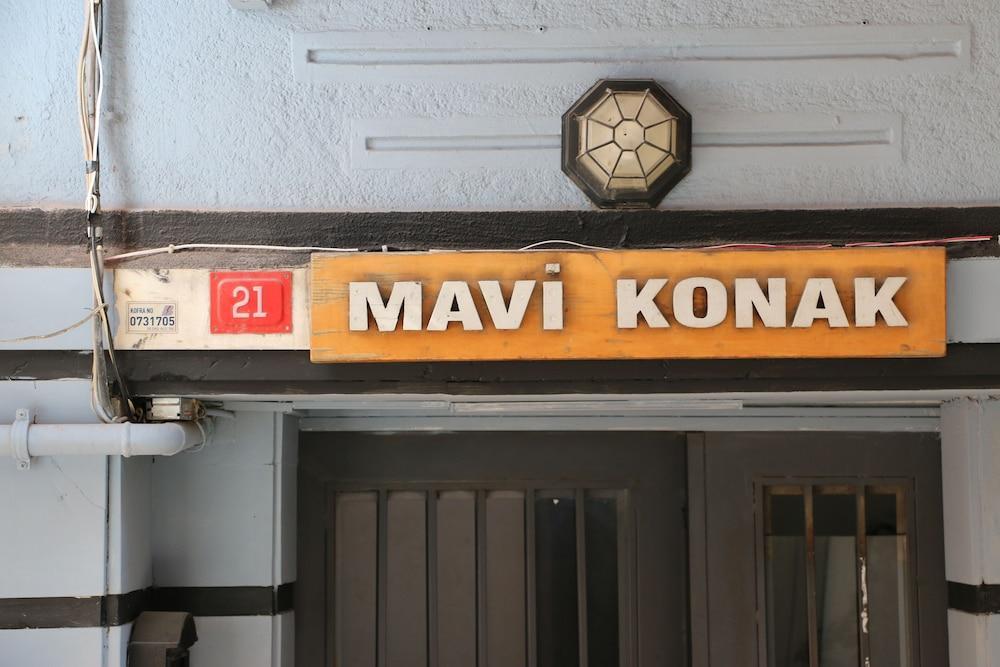 MAVİ KONAK
21
KOFRA NO
0731705